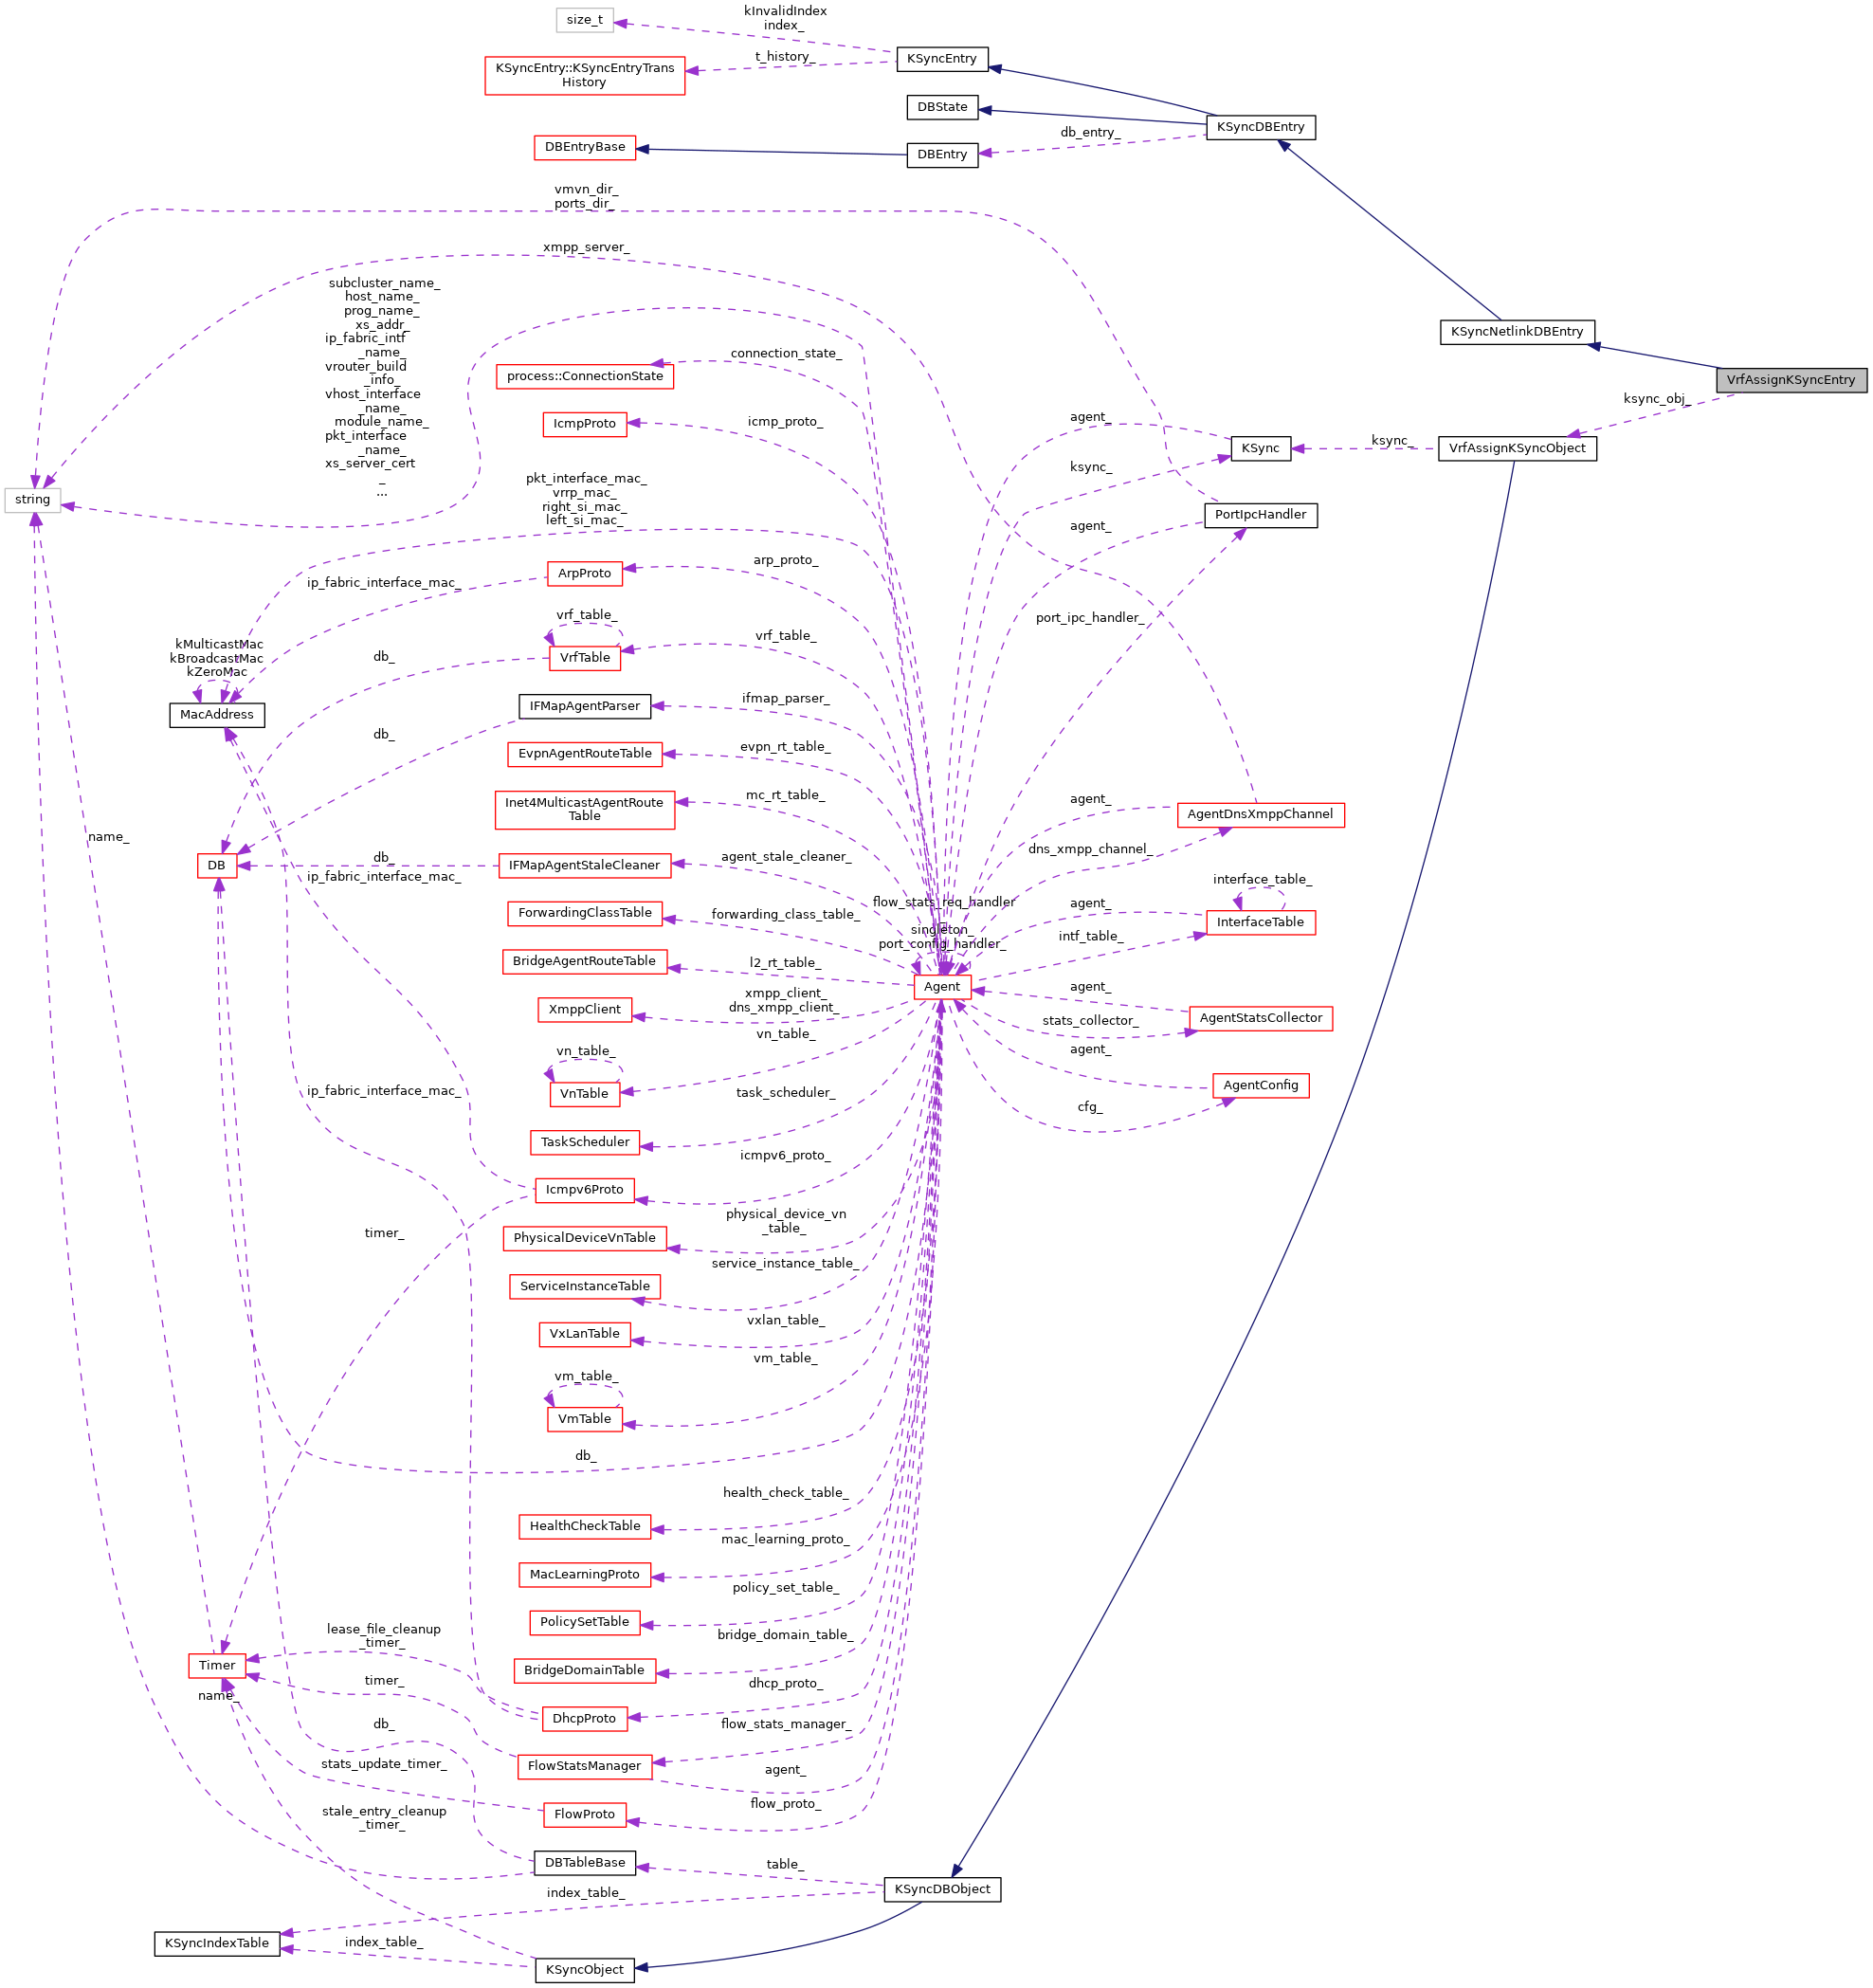 kInvalidIndex
index_
size_t
t_history_
KSyncEntry
KSyncEntry::KSyncEntryTrans
History
DBState
KSyncDBEntry
db_entry_
DBEntryBase
DBEntry
vmvn_dir_
ports_dir_
xmpp_server_
subcluster_name_
host_name_
prog_name_
xs_addr_
ip_fabric_intf
_name_
vrouter_build
_info_
vhost_interface
_name_
module_name_
pkt_interface
_name_
xs_server_cert
_
...
KSyncNetlinkDBEntry
connection_state_
process::ConnectionState
VrfAssignKSyncEntry
ksync_obj_
icmp_proto_
IcmpProto
agent_
ksync_
KSync
VrfAssignKSyncObject
ksync_
pkt_interface_mac_
vrrp_mac_
right_si_mac_
left_si_mac_
string
PortIpcHandler
agent_
arp_proto_
ArpProto
ip_fabric_interface_mac_
vrf_table_
port_ipc_handler_
vrf_table_
kMulticastMac
kBroadcastMac
kZeroMac
db_
VrfTable
ifmap_parser_
IFMapAgentParser
MacAddress
db_
evpn_rt_table_
EvpnAgentRouteTable
mc_rt_table_
Inet4MulticastAgentRoute
Table
agent_
AgentDnsXmppChannel
name_
dns_xmpp_channel_
agent_stale_cleaner_
db_
DB
IFMapAgentStaleCleaner
ip_fabric_interface_mac_
interface_table_
flow_stats_req_handler
_
agent_
forwarding_class_table_
ForwardingClassTable
InterfaceTable
singleton_
port_config_handler_
intf_table_
l2_rt_table_
BridgeAgentRouteTable
Agent
agent_
xmpp_client_
dns_xmpp_client_
XmppClient
AgentStatsCollector
stats_collector_
vn_table_
vn_table_
agent_
AgentConfig
VnTable
ip_fabric_interface_mac_
task_scheduler_
cfg_
TaskScheduler
icmpv6_proto_
Icmpv6Proto
physical_device_vn
_table_
timer_
PhysicalDeviceVnTable
service_instance_table_
ServiceInstanceTable
vxlan_table_
VxLanTable
vm_table_
vm_table_
VmTable
db_
health_check_table_
HealthCheckTable
mac_learning_proto_
MacLearningProto
policy_set_table_
PolicySetTable
lease_file_cleanup
_timer_
bridge_domain_table_
Timer
BridgeDomainTable
timer_
dhcp_proto_
name_
DhcpProto
db_
flow_stats_manager_
stats_update_timer_
FlowStatsManager
agent_
flow_proto_
stale_entry_cleanup
_timer_
FlowProto
DBTableBase
table_
index_table_
KSyncDBObject
KSyncIndexTable
index_table_
KSyncObject